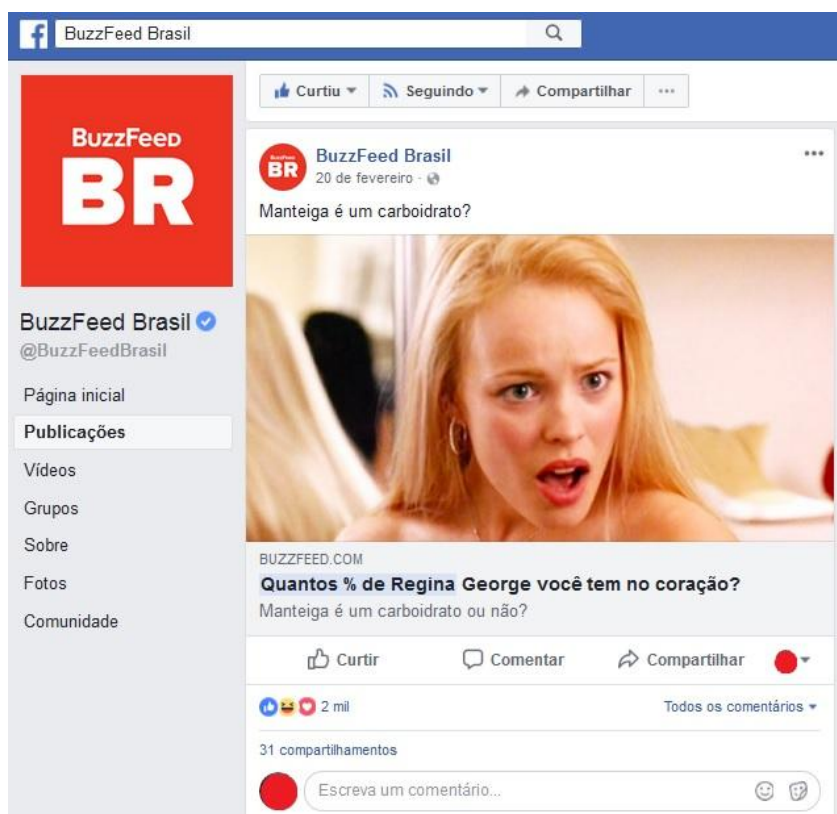 BuzzFeed Brasil
Curtiu
Seguindo
Compartilhar
BuzzFeed
BR
BuzzFeed Brasil
@BuzzFeedBrasil
Página inicial
Publicações
Vídeos
Grupos
Sobre
Fotos
Comunidade
BuzzFeed
BR
BuzzFeed Brasil
20 de fevereiro ·
Manteiga é um carboidrato?
BUZZFEED.COM
Quantos % de Regina George você tem no coração?
Manteiga é um carboidrato ou não?
Curtir
Comentar
Compartilhar
2 mil
Todos os comentários
31 compartilhamentos
Escreva um comentário...